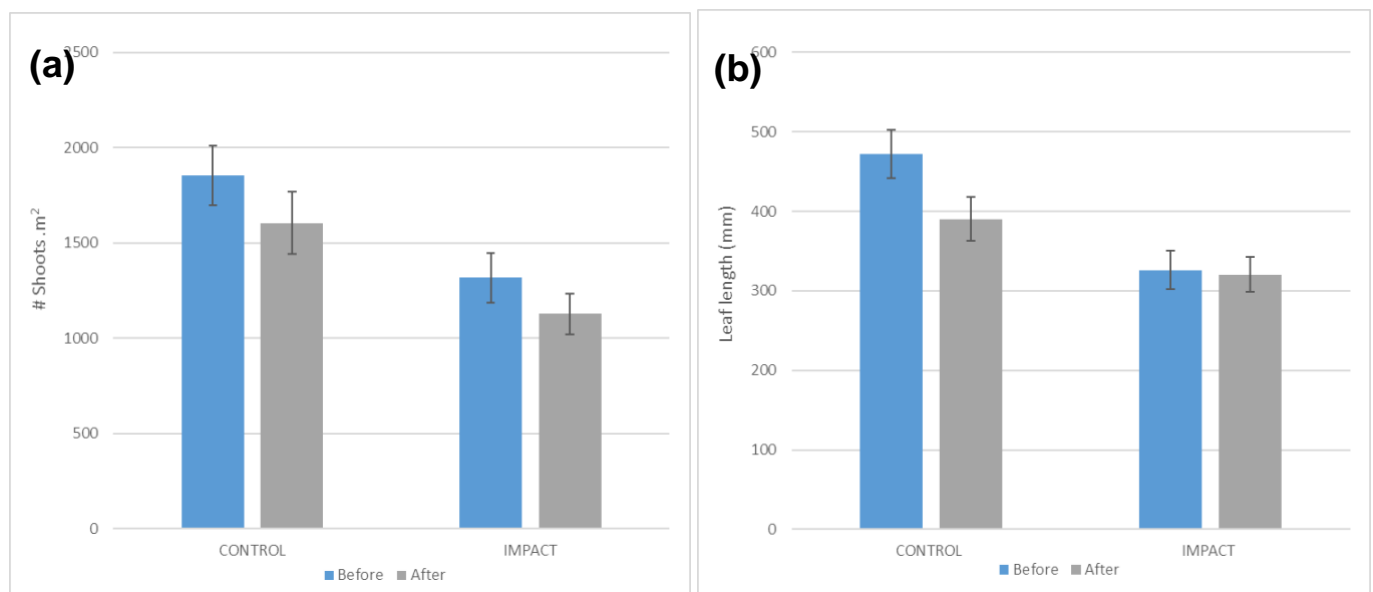 (a)
2500
2000
1500
1000
500
0
# Shoots .m²
CONTROL IMPACT
Before After
(b)
600
500
400
300
200
100
0
Leaf length (mm)
CONTROL IMPACT
Before After